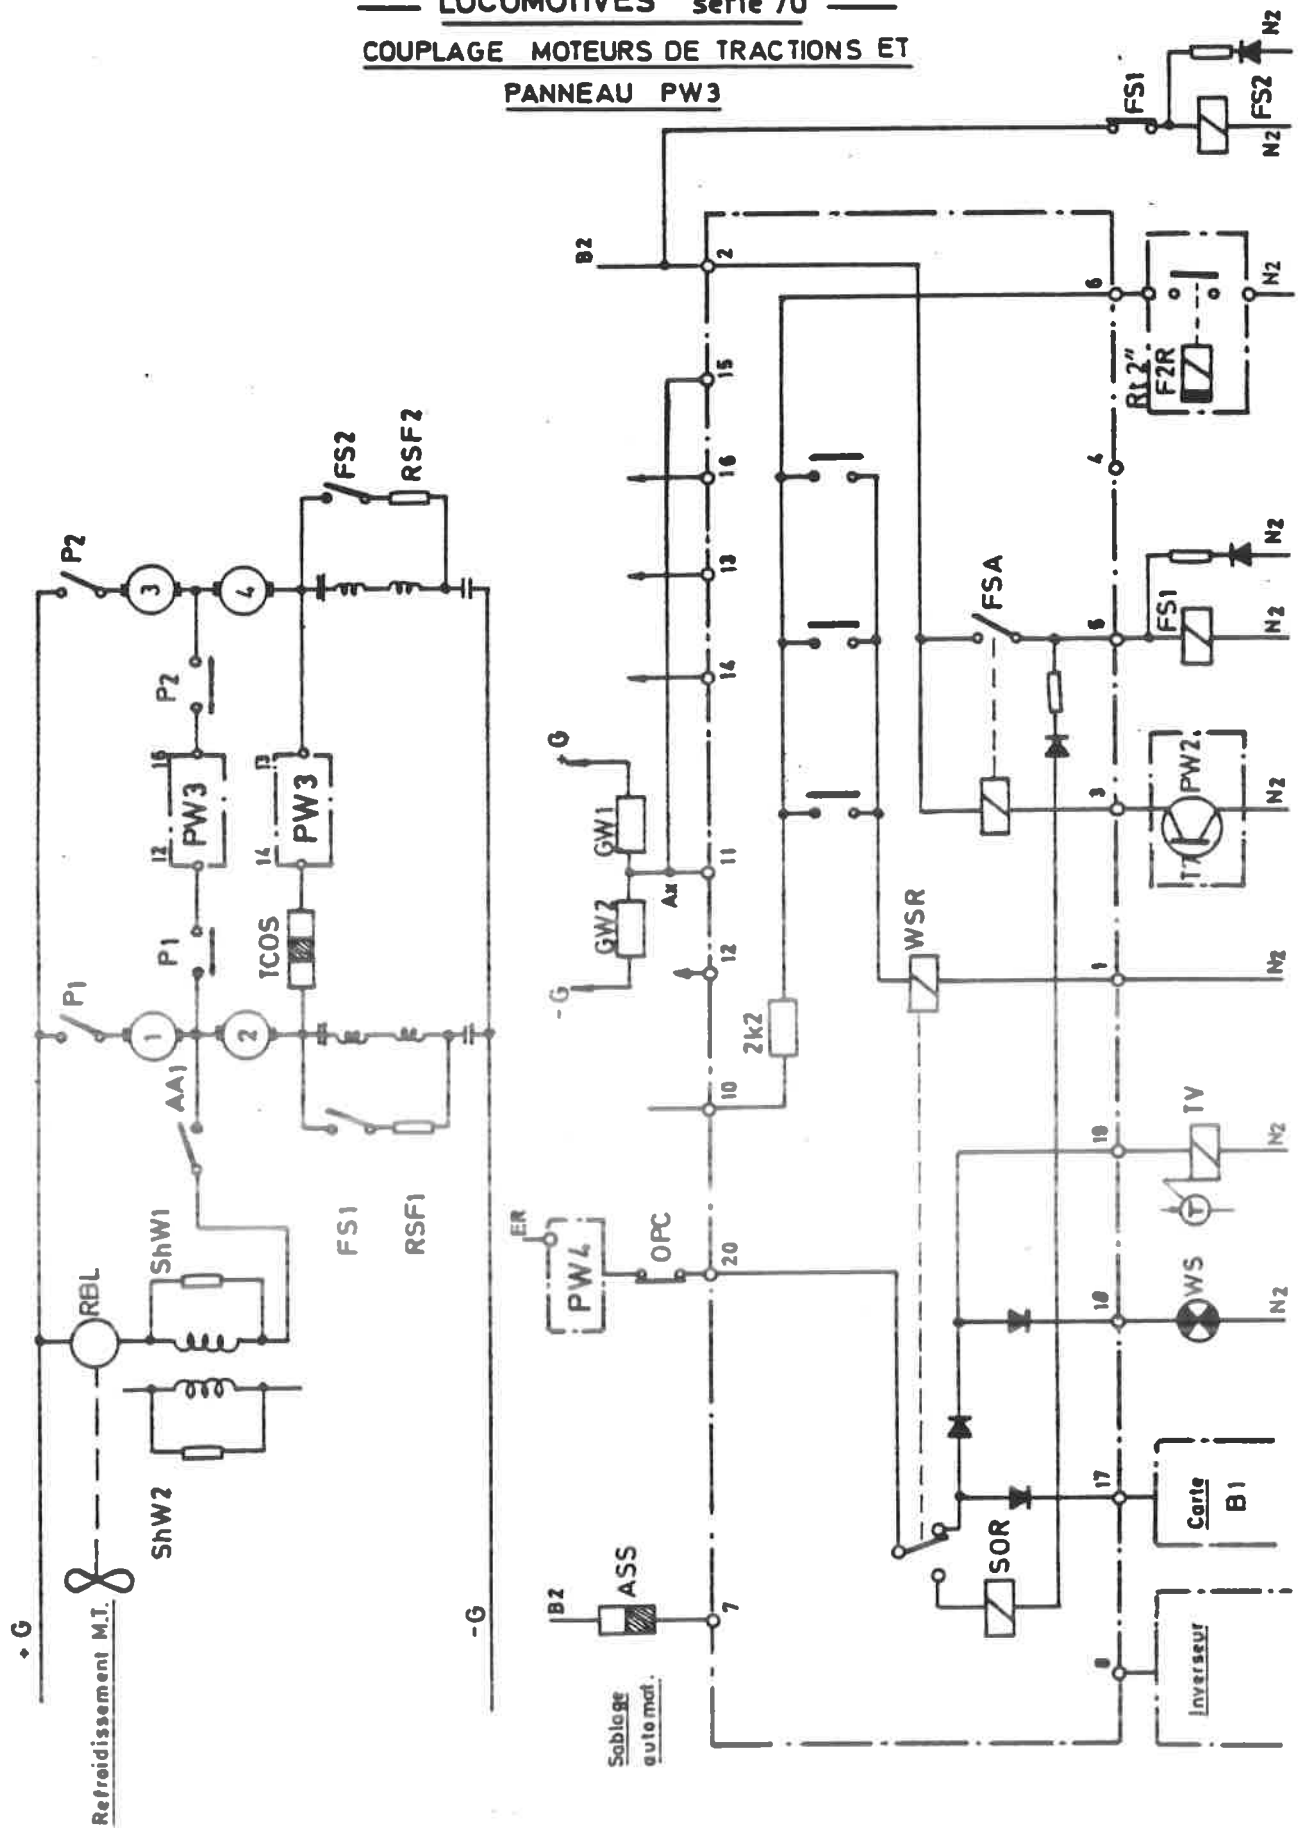 LOCOMOTIVES série 70
COUPLAGE MOTEURS DE TRACTIONS ET
PANNEAU PW3
+G
Refroidissement M.T.
RBL
ShW1
ShW2
AA1
P1
1
2
FS1
RSF1
P1
TCOS
12
PW3
16
14
PW3
13
P2
P2
3
4
FS2
RSF2
-G
Sablage
automat.
B2
ASS
7
ER
PW4
OPC
20
10
2k2
-G
GW2
GW1
+G
Ax
12
11
14
13
16
15
B2
2
WSR
FSA
SOR
8
Inverseur
17
Carte
B1
18
WS
N2
19
TV
T
N2
1
N2
3
T7
PW2
N2
5
FS1
N2
N2
4
6
Rt 2"
F2R
N2
FS1
FS2
N2
N2